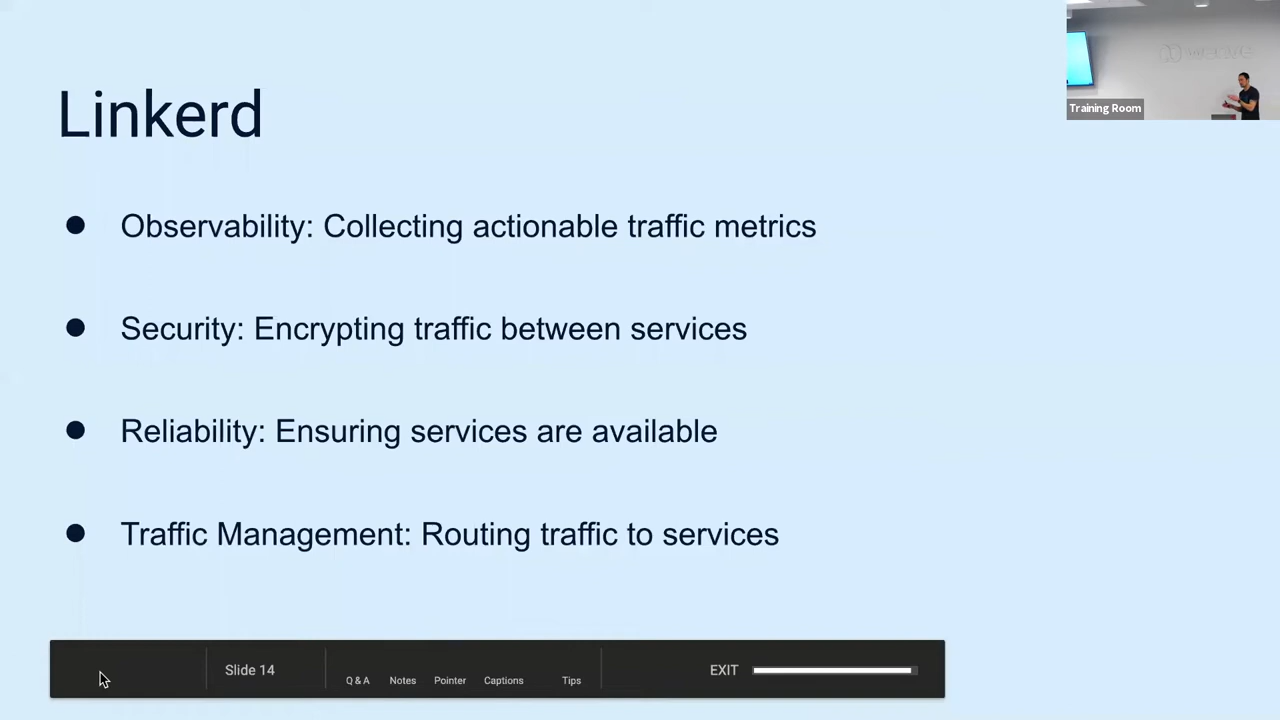 Linkerd
Training Room
Observability: Collecting actionable traffic metrics
Security: Encrypting traffic between services
Reliability: Ensuring services are available
Traffic Management: Routing traffic to services
Slide 14
Q & A
Notes
Pointer
Captions
Tips
EXIT